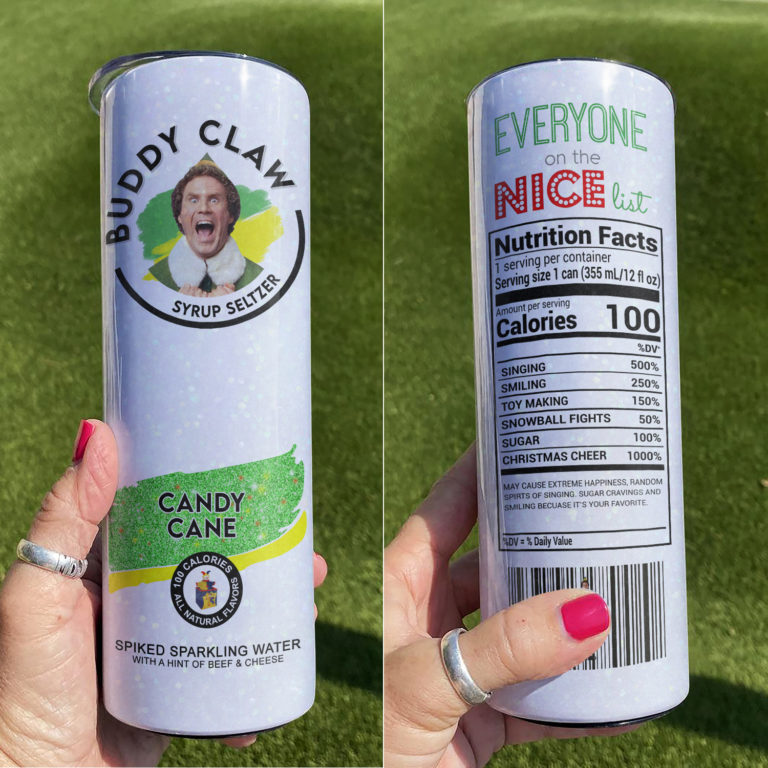 BUDDY CLAW
SYRUP SELTZER
CANDY
CANE
100 CALORIES
ALL NATURAL FLAVORS
SPIKED SPARKLING WATER
WITH A HINT OF BEEF & CHEESE
EVERYONE
on the
NICE list
Nutrition Facts
1 serving per container
Serving size 1 can (355 mL/12 fl oz)
Amount per serving
Calories 100
%DV*
SINGING 500%
SMILING 250%
TOY MAKING 150%
SNOWBALL FIGHTS 50%
SUGAR 100%
CHRISTMAS CHEER 1000%
MAY CAUSE EXTREME HAPPINESS, RANDOM
SPIRTS OF SINGING. SUGAR CRAVINGS AND
SMILING BECUASE IT'S YOUR FAVORITE.
%DV = % Daily Value